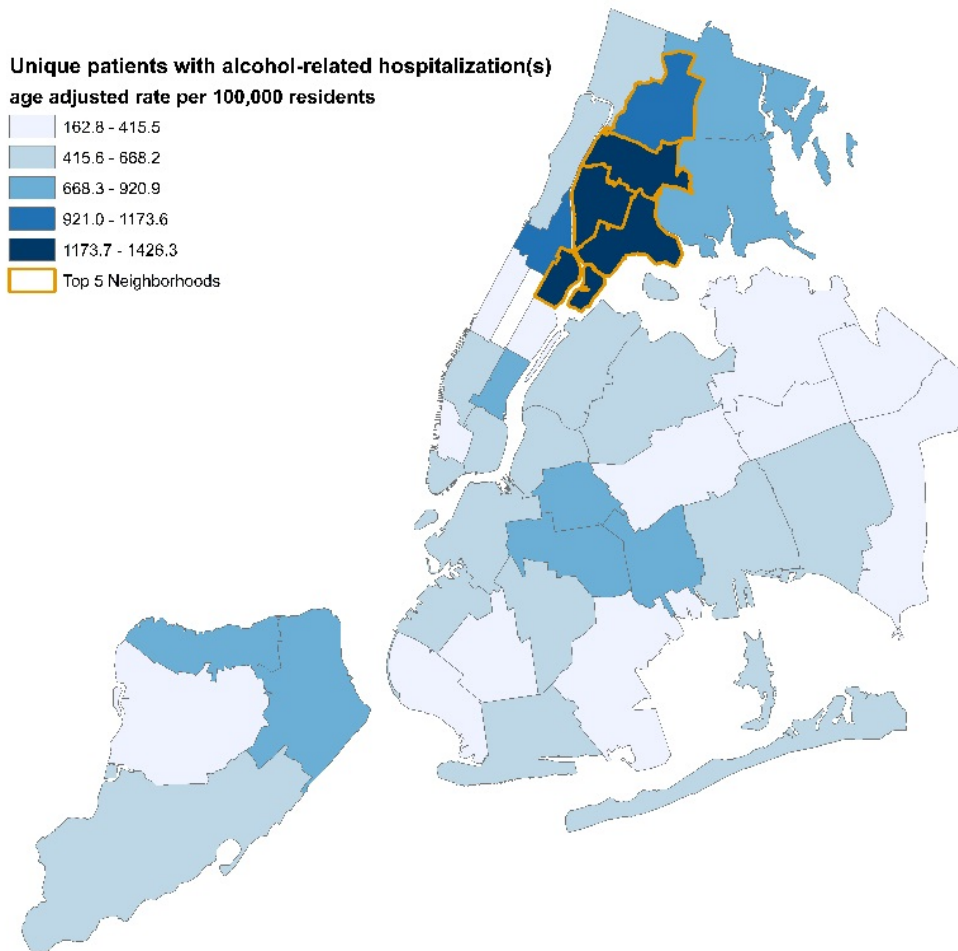 Unique patients with alcohol-related hospitalization(s)
age adjusted rate per 100,000 residents
162.8 - 415.5
415.6 - 668.2
668.3 - 920.9
921.0 - 1173.6
1173.7 - 1426.3
Top 5 Neighborhoods